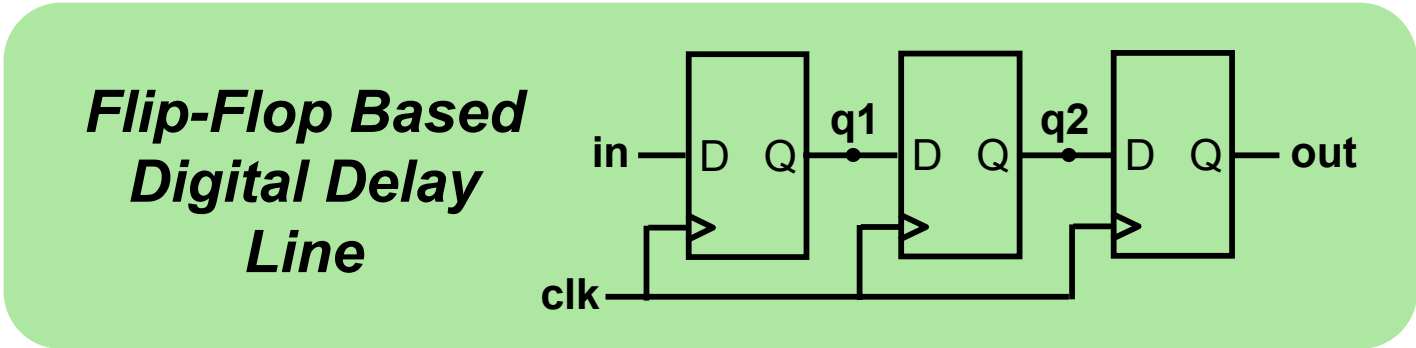 Flip-Flop Based
Digital Delay
Line
q1 q2
in D Q D Q D Q out
clk